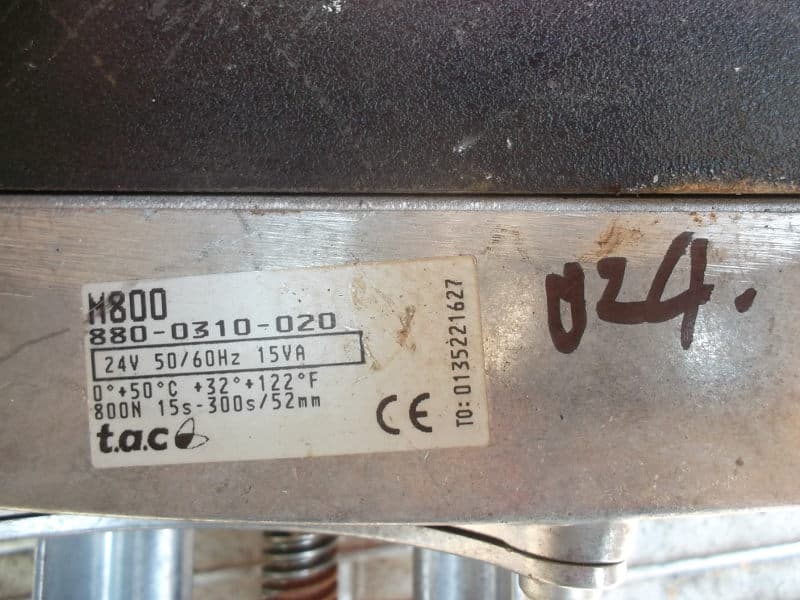 M800
880-0310-020
24V 50/60Hz 15VA
0°+50°C +32°+122°F
800N 15s-300s/52mm
t.a.c
CE
TO: 0135221627
024.